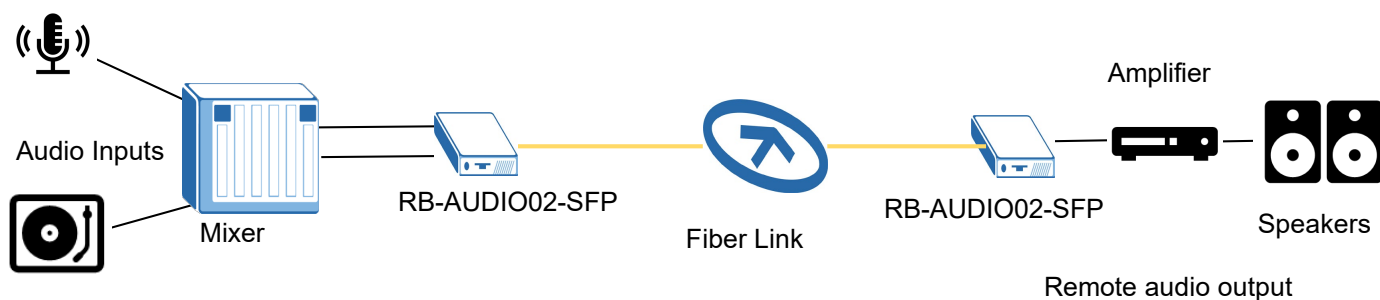 Audio Inputs
Mixer
RB-AUDIO02-SFP
Fiber Link
RB-AUDIO02-SFP
Amplifier
Speakers
Remote audio output